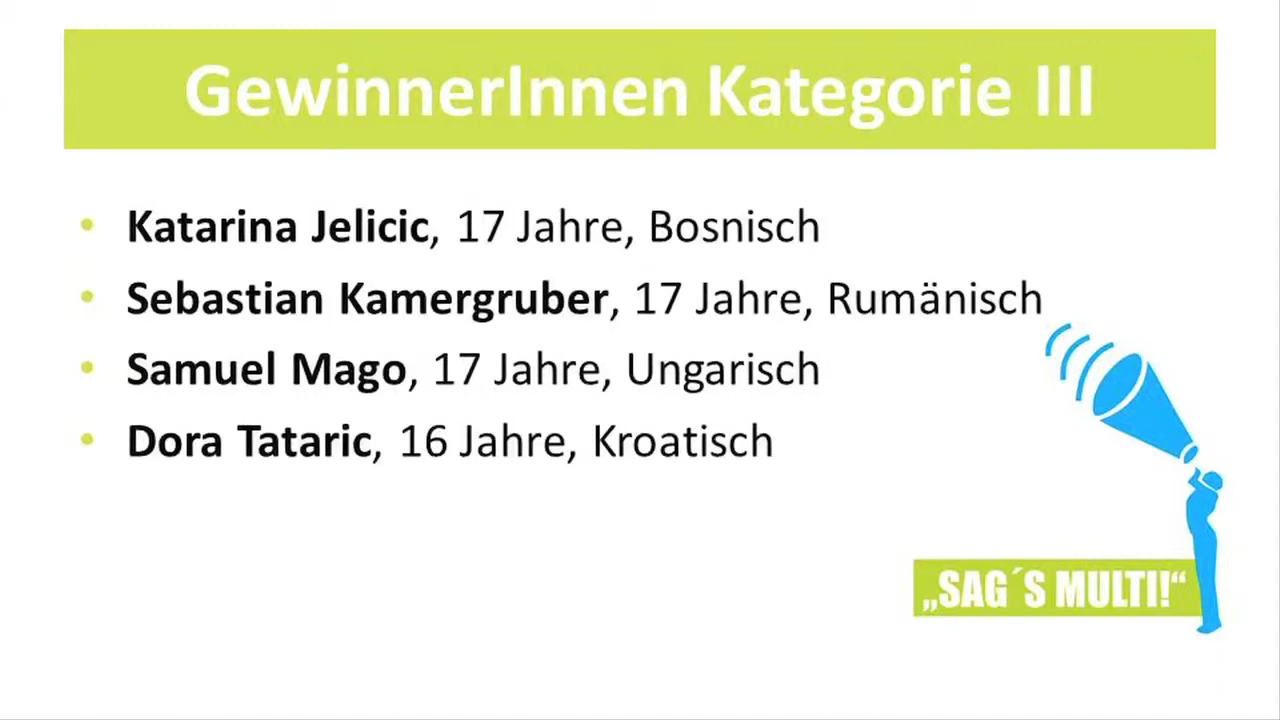 GewinnerInnen Kategorie III
• Katarina Jelicic, 17 Jahre, Bosnisch
• Sebastian Kamergruber, 17 Jahre, Rumänisch
• Samuel Mago, 17 Jahre, Ungarisch
• Dora Tataric, 16 Jahre, Kroatisch
„SAG´S MULTI!“